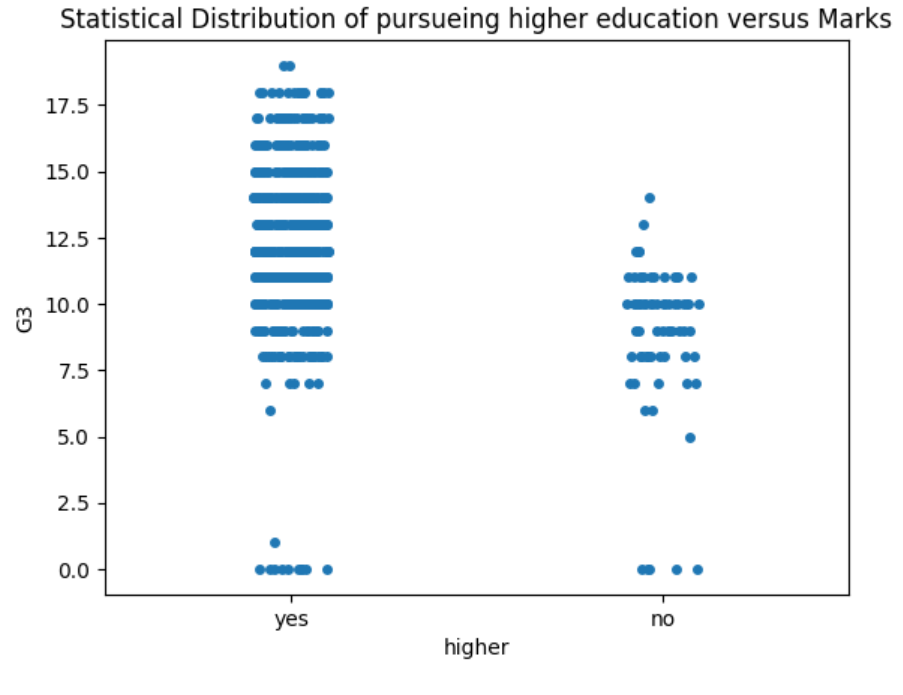 Statistical Distribution of pursueing higher education versus Marks
17.5
15.0
12.5
10.0
7.5
5.0
2.5
0.0
G3
yes no
higher